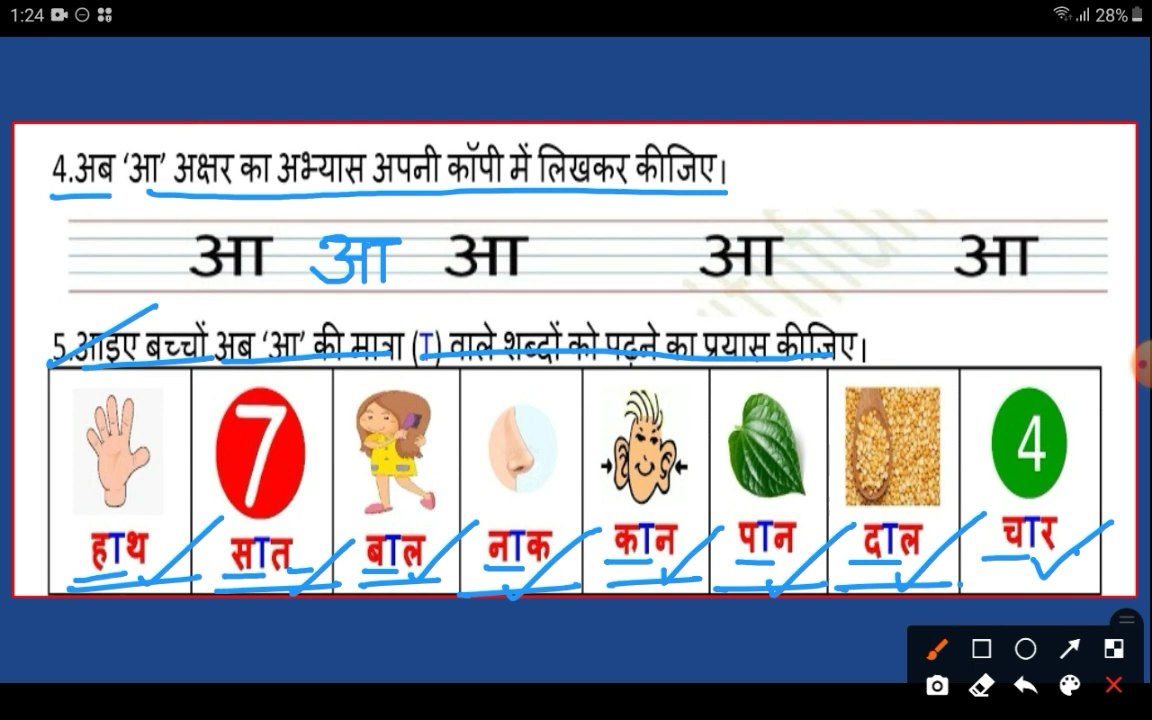 1:24 28%
4.अब ‘आ’ अक्षर का अभ्यास अपनी कॉपी में लिखकर कीजिए।
आ आ आ आ आ
5.आइए बच्चों अब ‘आ’ की मात्रा (ा) वाले शब्दों को पढ़ने का प्रयास कीजिए।
7 4
हाथ सात बाल नाक कान पान दाल चार